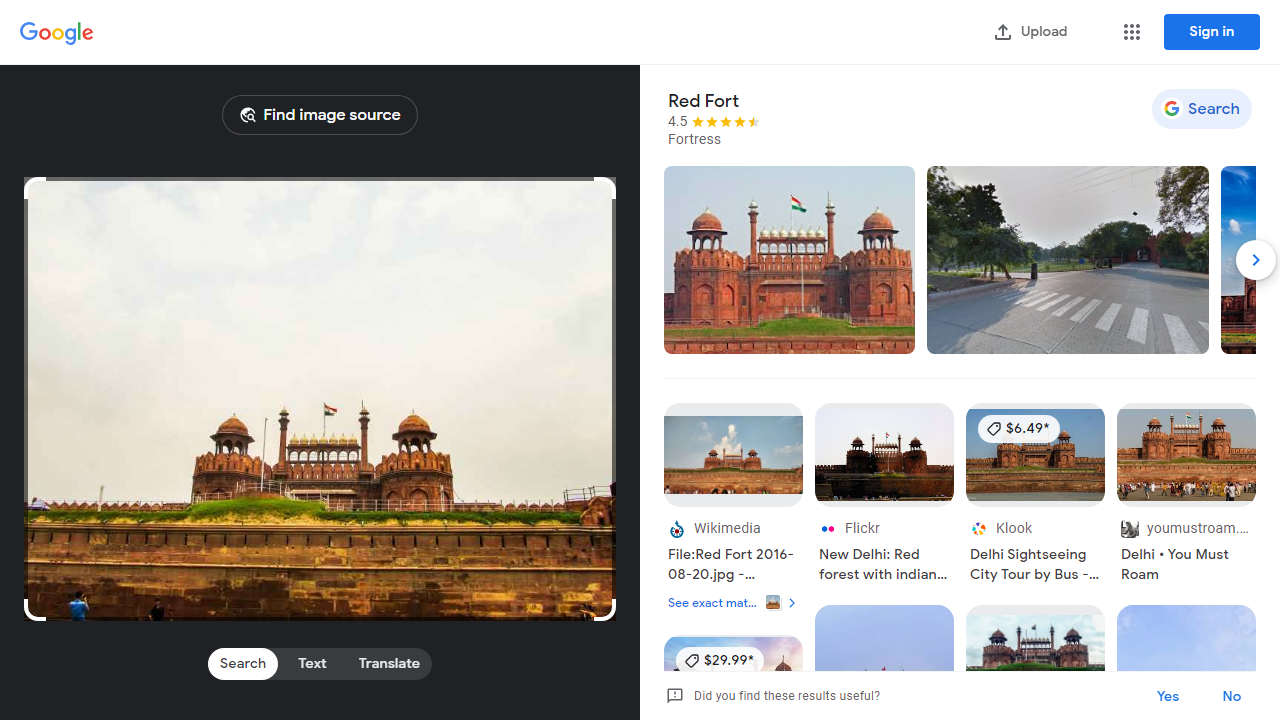 Google
Upload
Sign in
Find image source
Red Fort
4.5
Fortress
Search
$6.49*
Wikimedia
File:Red Fort 2016-
08-20.jpg -...
See exact mat...
Flickr
New Delhi: Red
forest with indian...
Klook
Delhi Sightseeing
City Tour by Bus -...
youmustroam....
Delhi • You Must
Roam
$29.99*
Search
Text
Translate
Did you find these results useful?
Yes
No